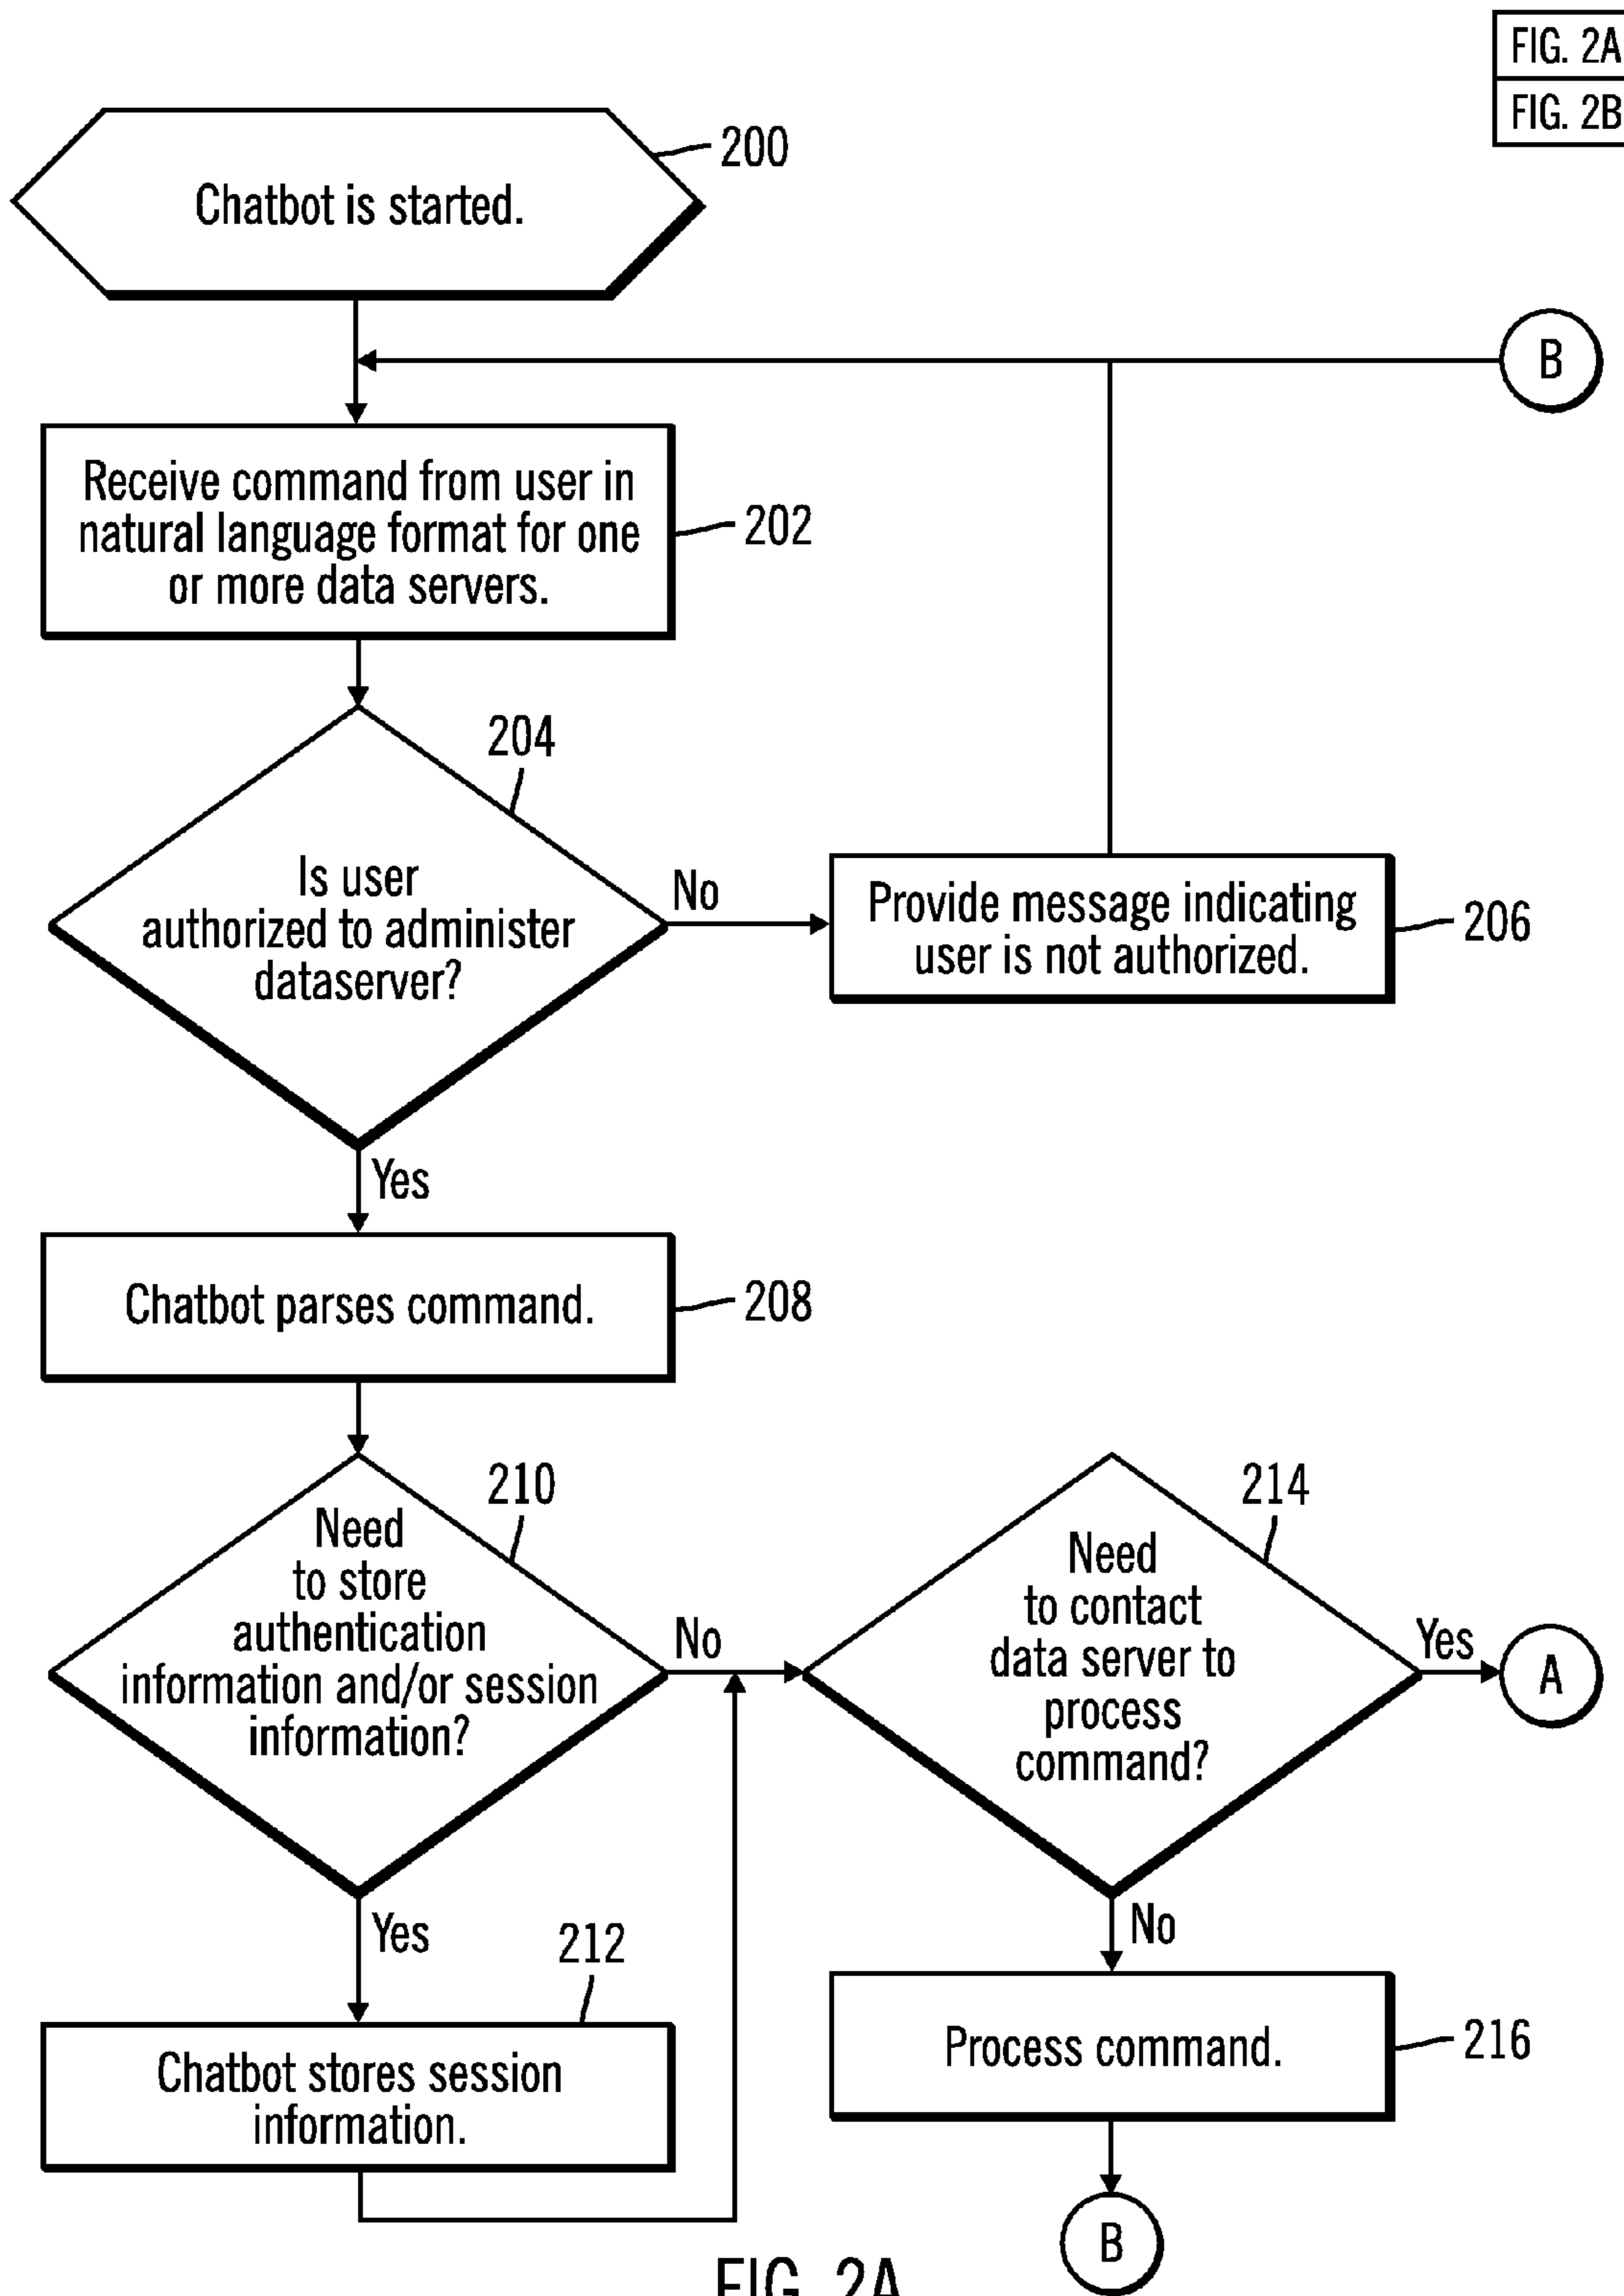 FIG. 2A
FIG. 2B
200
Chatbot is started.
B
Receive command from user in
natural language format for one
or more data servers.
202
204
Is user
authorized to administer
dataserver?
No
Provide message indicating
user is not authorized.
206
Yes
Chatbot parses command.
208
210
Need
to store
authentication
information and/or session
information?
No
214
Need
to contact
data server to
process
command?
Yes
A
Yes
212
Chatbot stores session
information.
No
Process command.
216
B
FIG. 2A